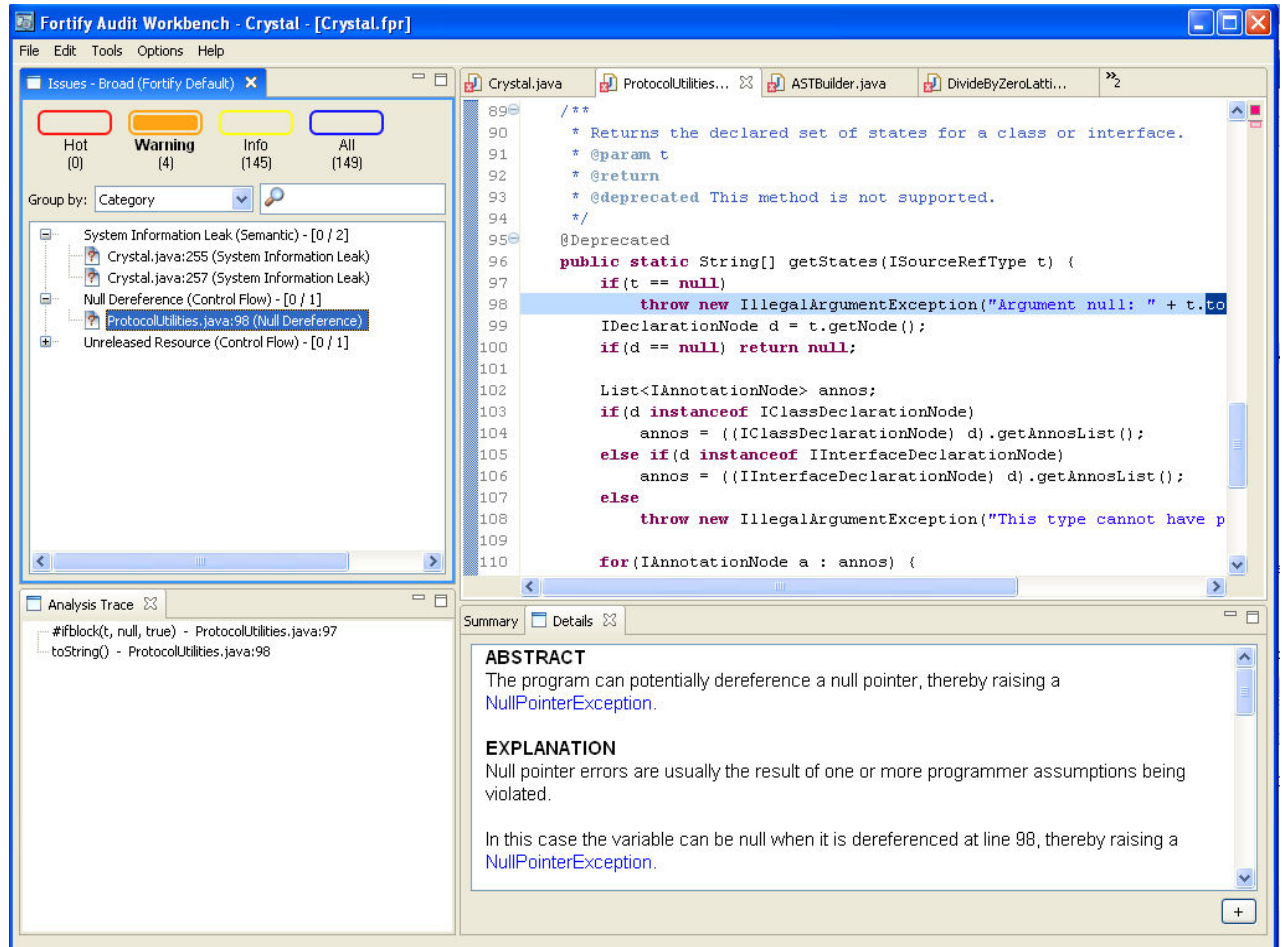 Fortify Audit Workbench - Crystal - [Crystal.fpr]
File Edit Tools Options Help
Issues - Broad (Fortify Default)
Hot
(0)
Warning
(4)
Info
(145)
All
(149)
Group by: Category
System Information Leak (Semantic) - [0 / 2]
Crystal.java:255 (System Information Leak)
Crystal.java:257 (System Information Leak)
Null Dereference (Control Flow) - [0 / 1]
ProtocolUtilities.java:98 (Null Dereference)
Unreleased Resource (Control Flow) - [0 / 1]
Analysis Trace
#ifblock(t, null, true) - ProtocolUtilities.java:97
toString() - ProtocolUtilities.java:98
Crystal.java ProtocolUtilities... ASTBuilder.java DivideByZeroLatti... »2
89 /**
90 * Returns the declared set of states for a class or interface.
91 * @param t
92 * @return
93 * @deprecated This method is not supported.
94 */
95 @Deprecated
96 public static String[] getStates(ISourceRefType t) {
97 if(t == null)
98 throw new IllegalArgumentException("Argument null: " + t.to
99 IDeclarationNode d = t.getNode();
100 if(d == null) return null;
101
102 List<IAnnotationNode> annos;
103 if(d instanceof IClassDeclarationNode)
104 annos = ((IClassDeclarationNode) d).getAnnosList();
105 else if(d instanceof IInterfaceDeclarationNode)
106 annos = ((IInterfaceDeclarationNode) d).getAnnosList();
107 else
108 throw new IllegalArgumentException("This type cannot have p
109
110 for(IAnnotationNode a : annos) {
Summary Details
ABSTRACT
The program can potentially dereference a null pointer, thereby raising a
NullPointerException.
EXPLANATION
Null pointer errors are usually the result of one or more programmer assumptions being
violated.
In this case the variable can be null when it is dereferenced at line 98, thereby raising a
NullPointerException.
+